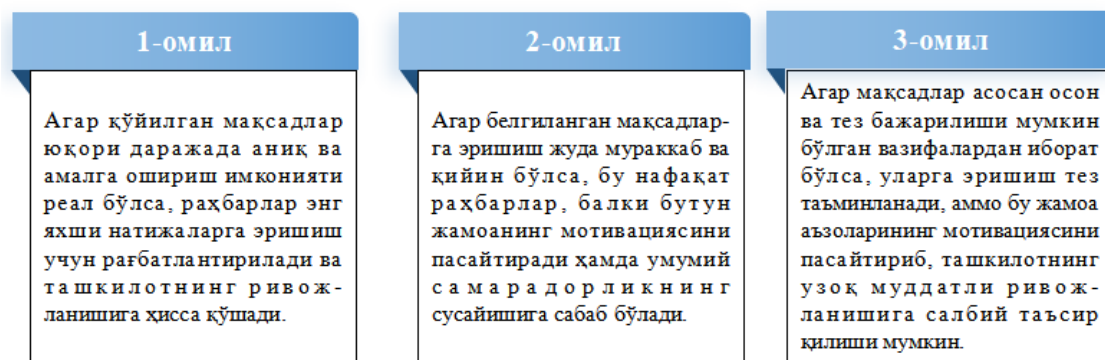 1-омил
Агар қўйилган мақсадлар
юқори даражада аниқ ва
амалга ошириш имконияти
реал бўлса, раҳбарлар энг
яхши натижаларга эришиш
учун рағбатлантирилади ва
ташкилотнинг ривож-
ланишига ҳисса қўшади.
2-омил
Агар белгиланган мақсадлар-
га эришиш жуда мураккаб ва
қийин бўлса, бу нафақат
раҳбарлар, балки бутун
жамоанинг мотивациясини
пасайтиради ҳамда умумий
самарадорликнинг
сусайишига сабаб бўлади.
3-омил
Агар мақсадлар асосан осон
ва тез бажарилиши мумкин
бўлган вазифалардан иборат
бўлса, уларга эришиш тез
таъминланади, аммо бу жамоа
аъзоларининг мотивациясини
пасайтириб, ташкилотнинг
узоқ муддатли ривож-
ланишига салбий таъсир
қилиши мумкин.